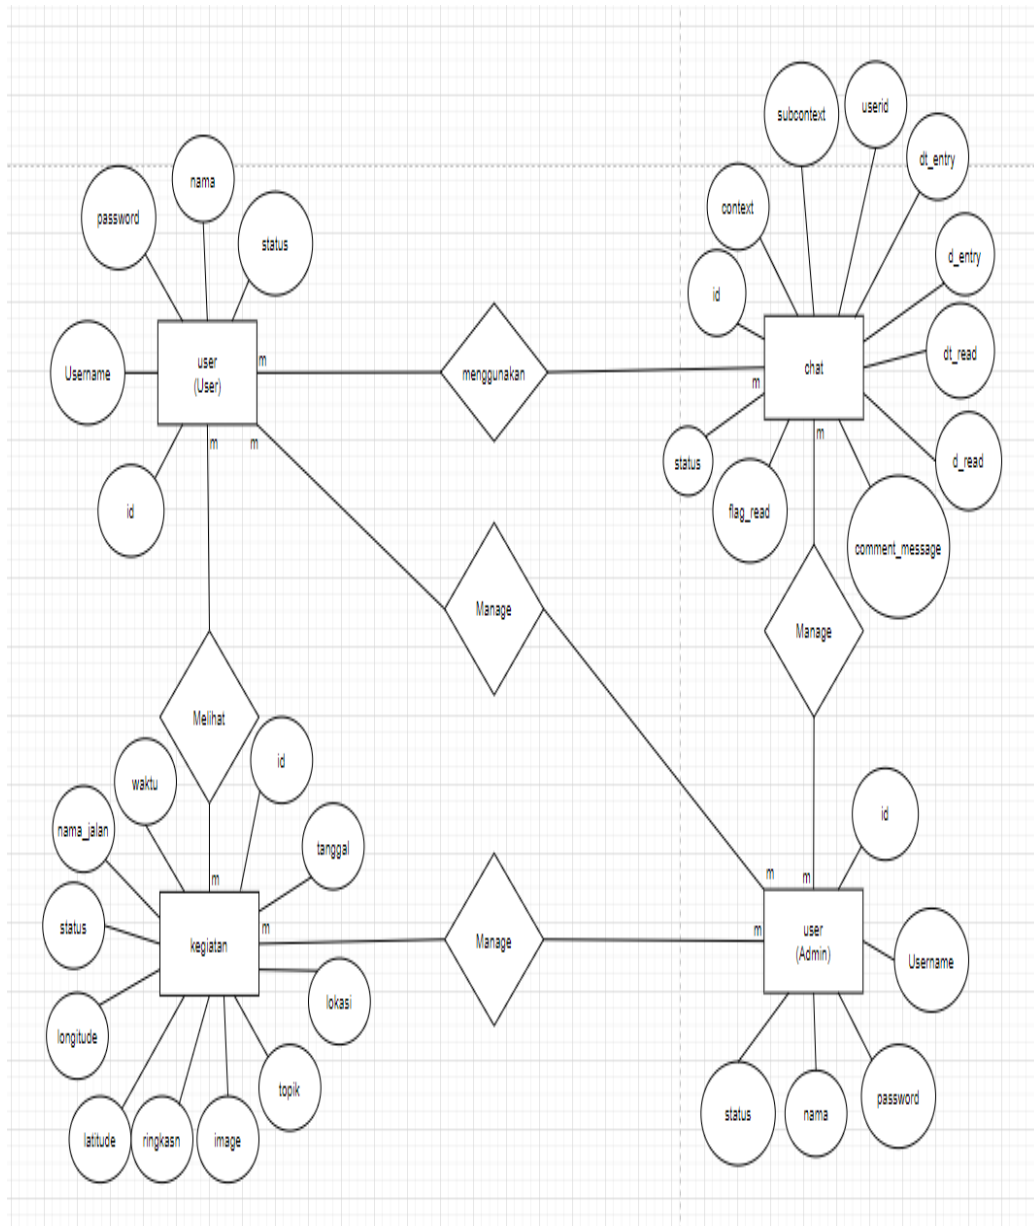 subcontext
userid
dt_entry
nama
password
status
context
d_entry
id
dt_read
Username
user
(User)
m
menggunakan
m
chat
m
m
m
status
d_read
flag_read
comment_message
id
Manage
Manage
Melihat
id
waktu
nama_jalan
tanggal
id
m
m
m
status
kegiatan
m
Manage
m
user
(Admin)
Username
longitude
lokasi
topik
latitude
ringkasn
image
status
nama
password